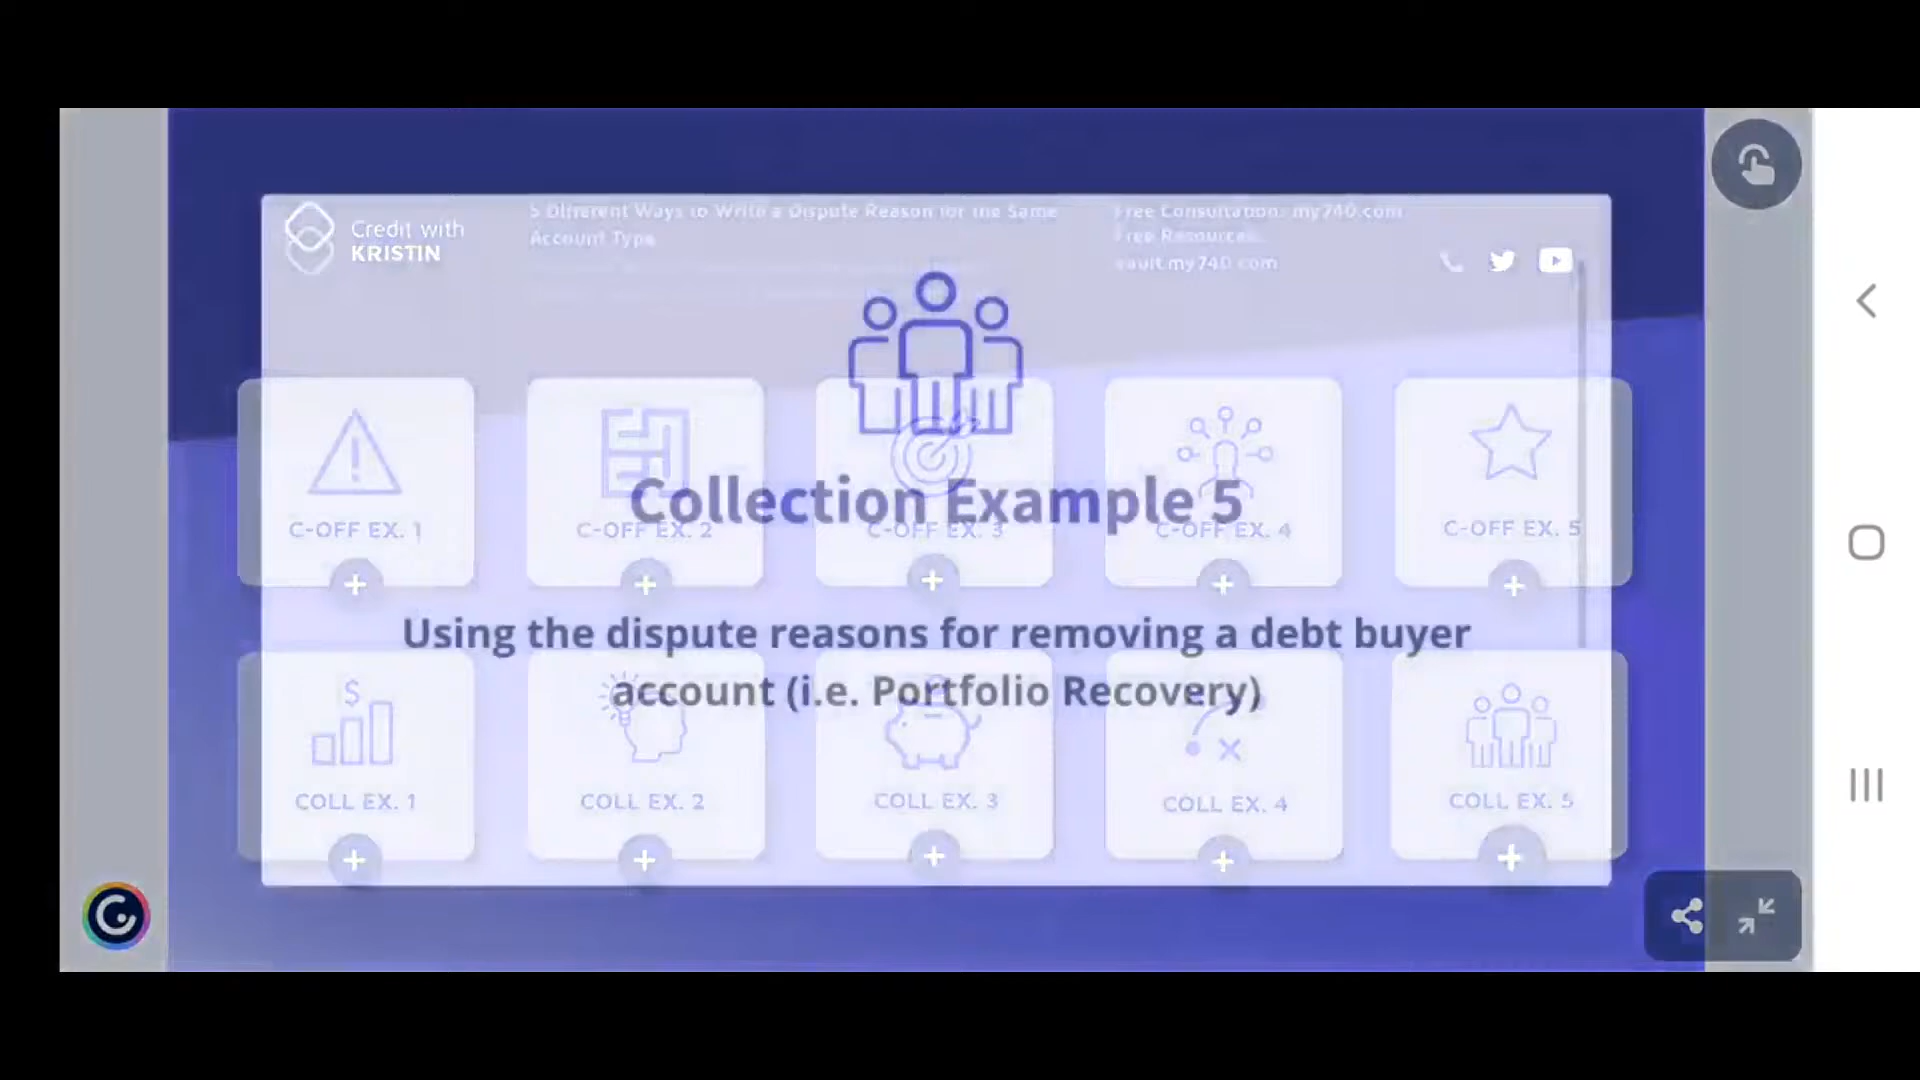 Credit with
KRISTIN
5 Different Ways to Write a Dispute Reason for the Same
Account Type
Free Consultation: my740.com
Free Resources:
vault.my740.com
Collection Example 5
C-OFF EX. 1
C-OFF EX. 2
C-OFF EX. 3
C-OFF EX. 4
C-OFF EX. 5
Using the dispute reasons for removing a debt buyer
account (i.e. Portfolio Recovery)
COLL EX. 1
COLL EX. 2
COLL EX. 3
COLL EX. 4
COLL EX. 5